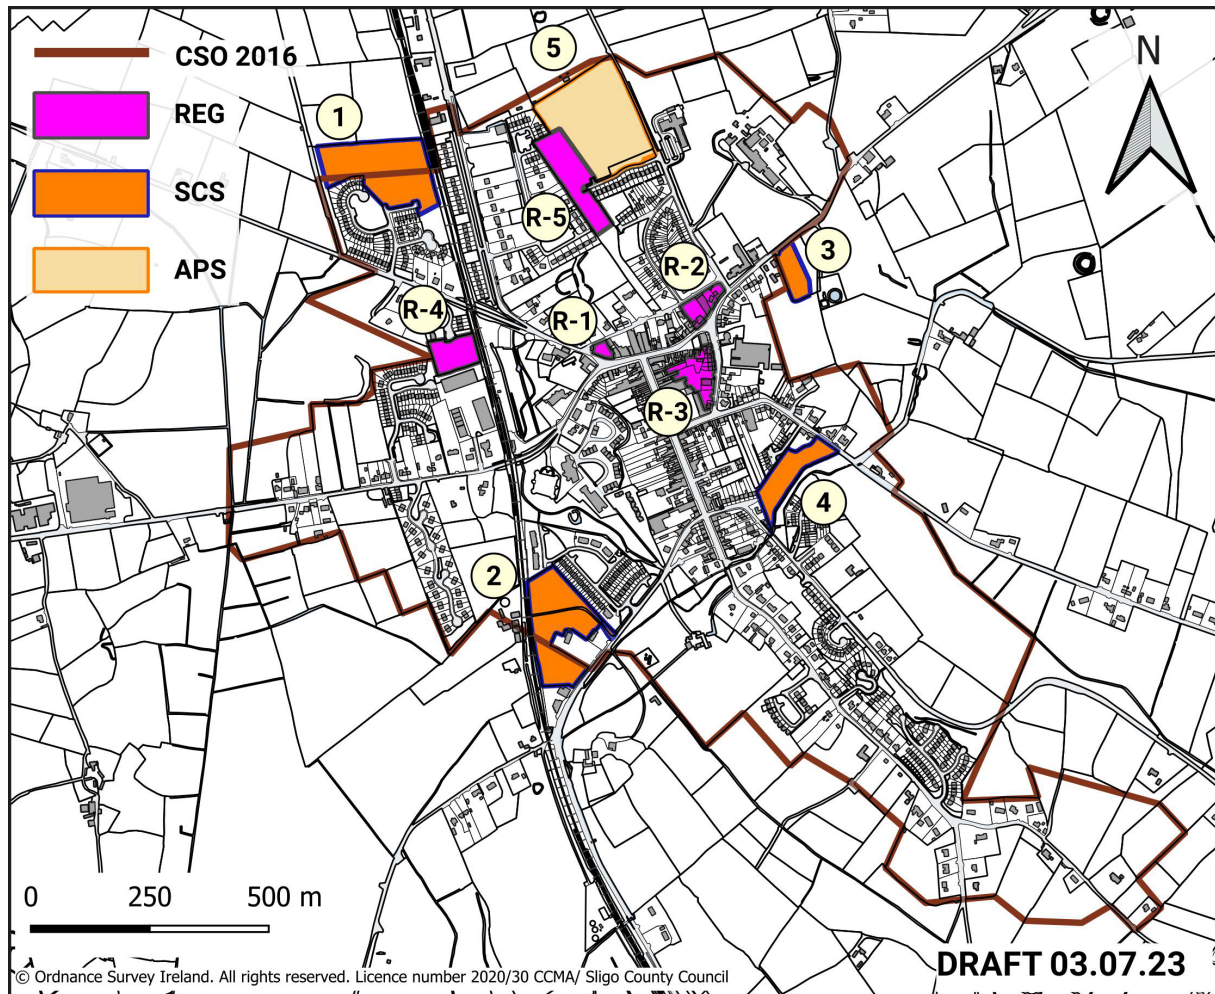 CSO 2016
REG
SCS
APS
5
N
1
R-5
3
R-2
R-4
R-1
R-3
4
2
0 250 500 m
DRAFT 03.07.23
© Ordnance Survey Ireland. All rights reserved. Licence number 2020/30 CCMA/ Sligo County Council